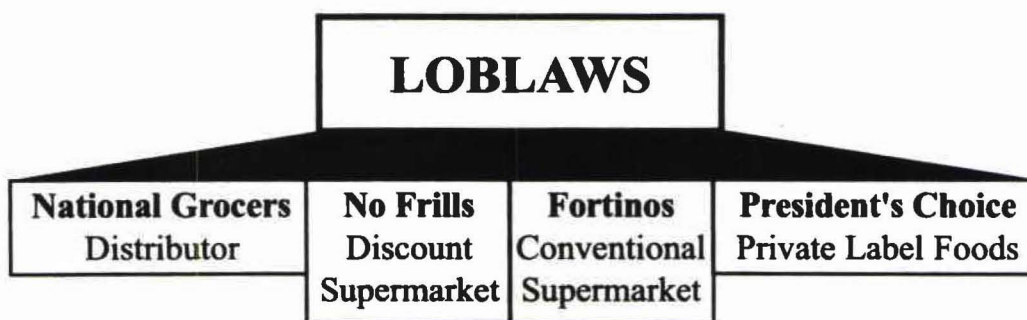 LOBLAWS
National Grocers
Distributor
No Frills
Discount
Supermarket
Fortinos
Conventional
Supermarket
President's Choice
Private Label Foods